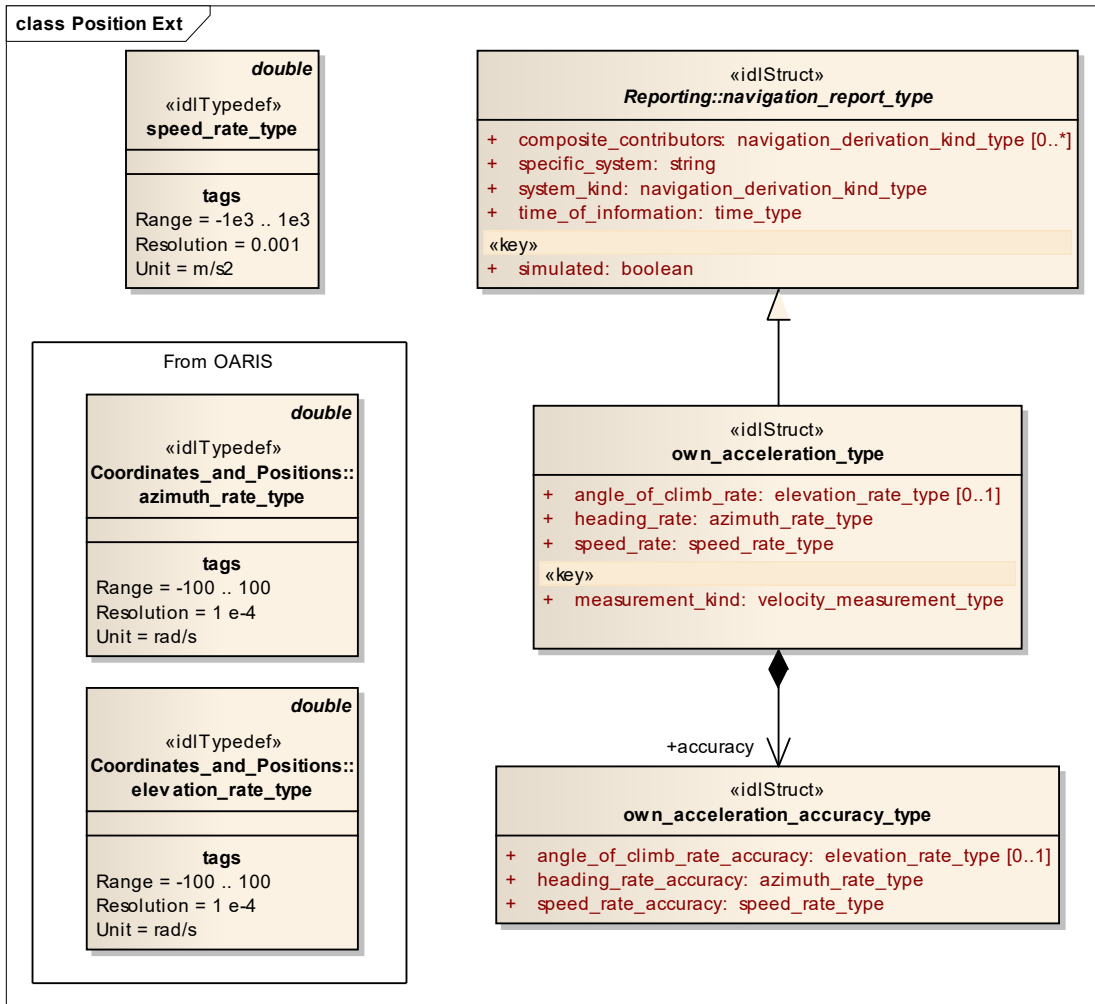 class Position Ext
double
«idlTypedef»
speed_rate_type
tags
Range = -1e3 .. 1e3
Resolution = 0.001
Unit = m/s2
«idlStruct»
Reporting::navigation_report_type
+ composite_contributors: navigation_derivation_kind_type [0..*]
+ specific_system: string
+ system_kind: navigation_derivation_kind_type
+ time_of_information: time_type
«key»
+ simulated: boolean
From OARIS
double
«idlTypedef»
Coordinates_and_Positions::
azimuth_rate_type
tags
Range = -100 .. 100
Resolution = 1 e-4
Unit = rad/s
double
«idlTypedef»
Coordinates_and_Positions::
elevation_rate_type
tags
Range = -100 .. 100
Resolution = 1 e-4
Unit = rad/s
«idlStruct»
own_acceleration_type
+ angle_of_climb_rate: elevation_rate_type [0..1]
+ heading_rate: azimuth_rate_type
+ speed_rate: speed_rate_type
«key»
+ measurement_kind: velocity_measurement_type
+accuracy
«idlStruct»
own_acceleration_accuracy_type
+ angle_of_climb_rate_accuracy: elevation_rate_type [0..1]
+ heading_rate_accuracy: azimuth_rate_type
+ speed_rate_accuracy: speed_rate_type